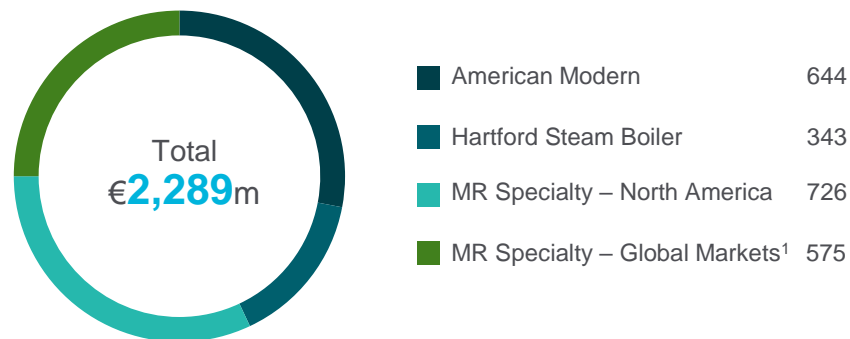 Total
€2,289m
American Modern 644
Hartford Steam Boiler 343
MR Specialty – North America 726
MR Specialty – Global Markets¹ 575